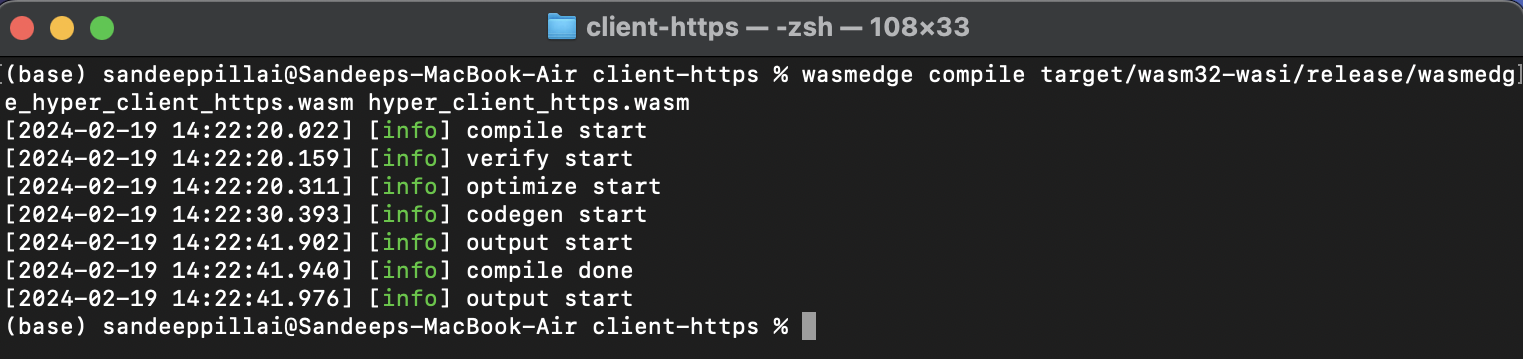 client-https — -zsh — 108×33
(base) sandeeppillai@Sandeeps-MacBook-Air client-https % wasmedge compile target/wasm32-wasi/release/wasmedg
e_hyper_client_https.wasm hyper_client_https.wasm
[2024-02-19 14:22:20.022] [info] compile start
[2024-02-19 14:22:20.159] [info] verify start
[2024-02-19 14:22:20.311] [info] optimize start
[2024-02-19 14:22:30.393] [info] codegen start
[2024-02-19 14:22:41.902] [info] output start
[2024-02-19 14:22:41.940] [info] compile done
[2024-02-19 14:22:41.976] [info] output start
(base) sandeeppillai@Sandeeps-MacBook-Air client-https %